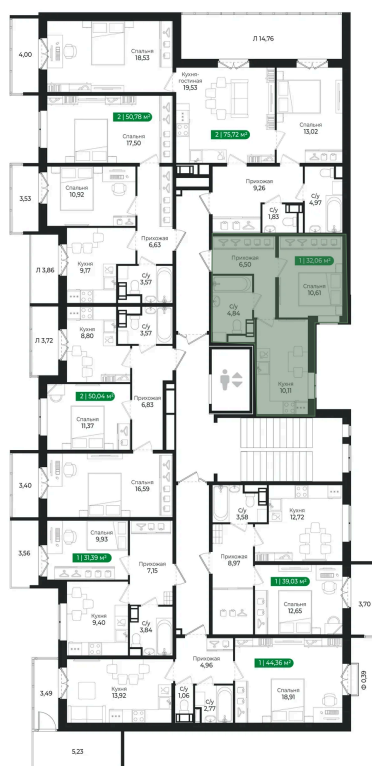 4,00
Спальня
18,53
Л 14,76
Кухня-
гостиная
19,53
2 | 75,72 м²
Спальня
13,02
2 | 50,78 м²
Спальня
17,50
3,53
Спальня
10,92
Прихожая
9,26
С/у
1,83
С/у
4,97
Прихожая
6,63
Л 3,86
Кухня
9,17
С/у
3,57
Прихожая
6,50
1 | 32,06 м²
Спальня
10,61
С/у
4,84
Л 3,72
Кухня
8,80
С/у
3,57
Кухня
10,11
2 | 50,04 м²
Спальня
11,37
Прихожая
6,83
3,40
Спальня
16,59
3,56
Спальня
9,93
1 | 31,39 м²
Прихожая
7,15
С/у
3,58
Кухня
12,72
Прихожая
8,97
1 | 39,03 м²
Спальня
12,65
3,70
Кухня
9,40
С/у
3,84
Прихожая
4,96
1 | 44,36 м²
Ф 0,39
3,49
Кухня
13,92
С/у
1,06
С/у
2,77
Спальня
18,91
5,23